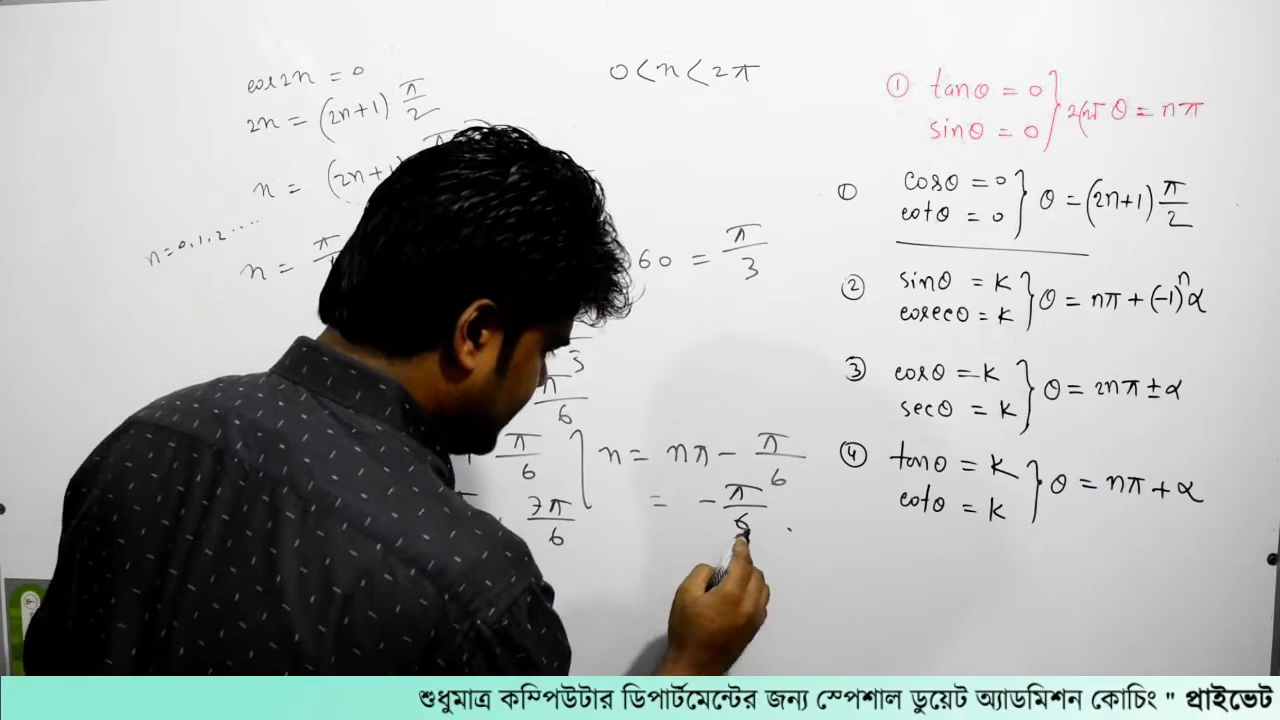 cos2x = 0
2x = (2n+1) π/2
x = (2n+1) π
n = 0, 1, 2 ....
x = π
0 < x < 2π
60 = π/3
3
π/6
π/6
7π/6
x = nπ - π/6
= - π/6
① tanθ = 0
sinθ = 0 } θ = nπ
① cosθ = 0
cotθ = 0 } θ = (2n+1) π/2
② sinθ = K
cosecθ = K } θ = nπ + (-1)ⁿα
③ cosθ = K
secθ = K } θ = 2nπ ± α
④ tanθ = K
cotθ = K } θ = nπ + α
শুধুমাত্র কম্পিউটার ডিপার্টমেন্টের জন্য স্পেশাল ডুয়েট অ্যাডমিশন কোচিং " প্রাইভেট